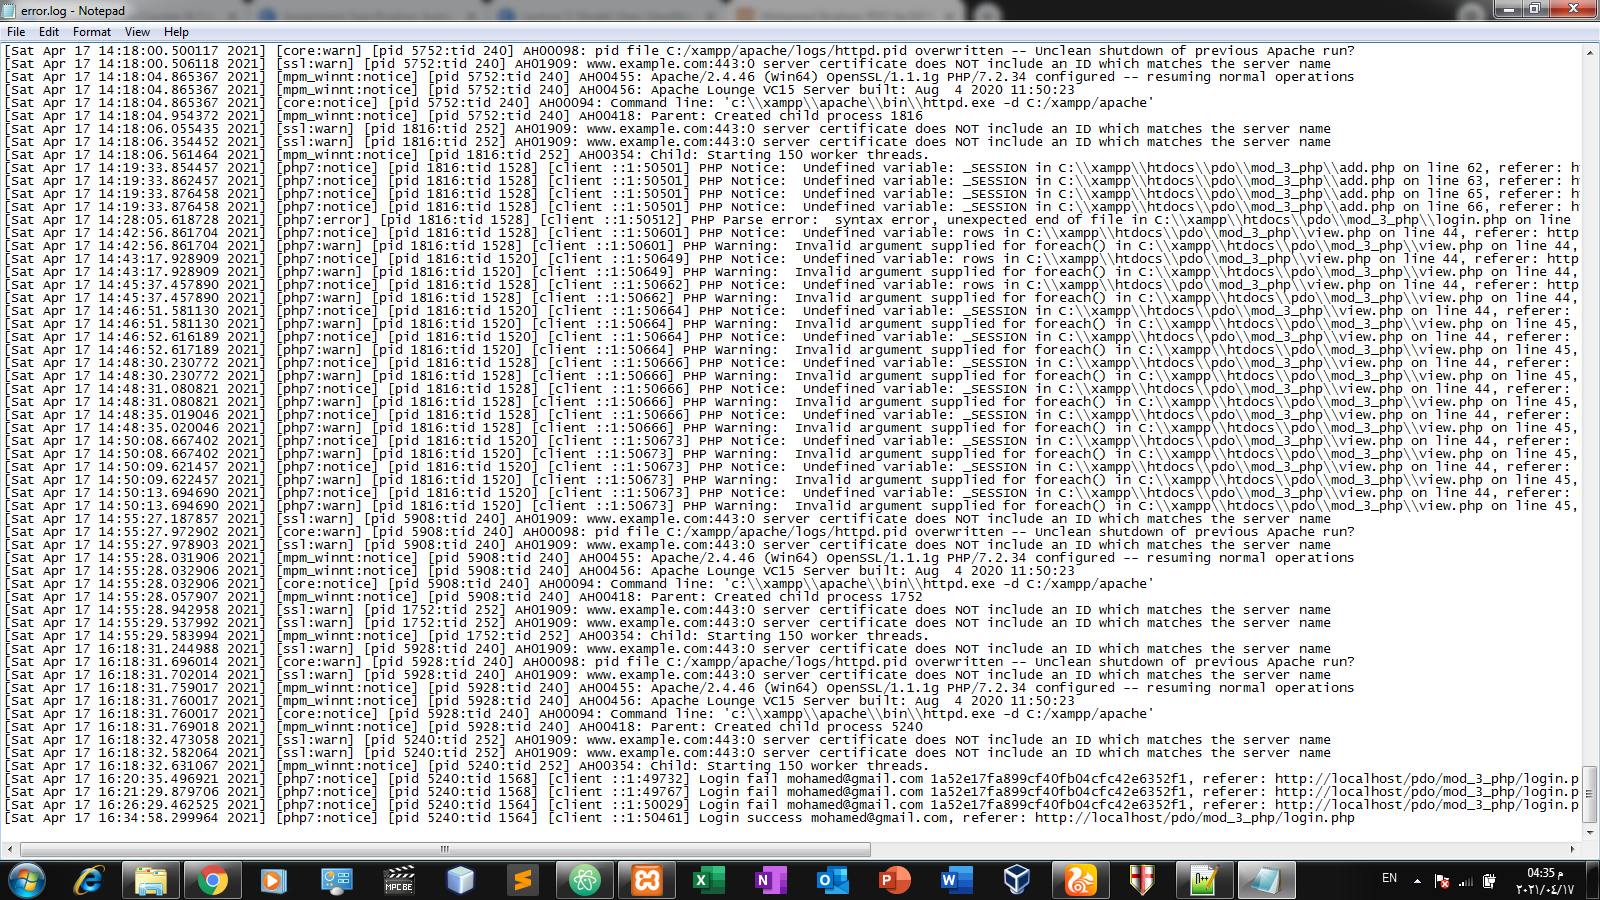 error.log - Notepad
File Edit Format View Help
[Sat Apr 17 14:18:00.500117 2021] [core:warn] [pid 5752:tid 240] AH00098: pid file C:/xampp/apache/logs/httpd.pid overwritten -- Unclean shutdown of previous Apache run?
[Sat Apr 17 14:18:00.506118 2021] [ssl:warn] [pid 5752:tid 240] AH01909: www.example.com:443:0 server certificate does NOT include an ID which matches the server name
[Sat Apr 17 14:18:04.865367 2021] [mpm_winnt:notice] [pid 5752:tid 240] AH00455: Apache/2.4.46 (Win64) OpenSSL/1.1.1g PHP/7.2.34 configured -- resuming normal operations
[Sat Apr 17 14:18:04.865367 2021] [mpm_winnt:notice] [pid 5752:tid 240] AH00456: Apache Lounge VC15 Server built: Aug  4 2020 11:50:23
[Sat Apr 17 14:18:04.865367 2021] [core:notice] [pid 5752:tid 240] AH00094: Command line: 'c:\\xampp\\apache\\bin\\httpd.exe -d C:/xampp/apache'
[Sat Apr 17 14:18:04.954372 2021] [mpm_winnt:notice] [pid 5752:tid 240] AH00418: Parent: Created child process 1816
[Sat Apr 17 14:18:06.055435 2021] [ssl:warn] [pid 1816:tid 252] AH01909: www.example.com:443:0 server certificate does NOT include an ID which matches the server name
[Sat Apr 17 14:18:06.354452 2021] [ssl:warn] [pid 1816:tid 252] AH01909: www.example.com:443:0 server certificate does NOT include an ID which matches the server name
[Sat Apr 17 14:18:06.561464 2021] [mpm_winnt:notice] [pid 1816:tid 252] AH00354: Child: Starting 150 worker threads.
[Sat Apr 17 14:19:33.854457 2021] [php7:notice] [pid 1816:tid 1528] [client ::1:50501] PHP Notice:  Undefined variable: _SESSION in C:\\xampp\\htdocs\\pdo\\mod_3_php\\add.php on line 62, referer: ht
[Sat Apr 17 14:19:33.862457 2021] [php7:notice] [pid 1816:tid 1528] [client ::1:50501] PHP Notice:  Undefined variable: _SESSION in C:\\xampp\\htdocs\\pdo\\mod_3_php\\add.php on line 63, referer: ht
[Sat Apr 17 14:19:33.876458 2021] [php7:notice] [pid 1816:tid 1528] [client ::1:50501] PHP Notice:  Undefined variable: _SESSION in C:\\xampp\\htdocs\\pdo\\mod_3_php\\add.php on line 65, referer: ht
[Sat Apr 17 14:19:33.876458 2021] [php7:notice] [pid 1816:tid 1528] [client ::1:50501] PHP Notice:  Undefined variable: _SESSION in C:\\xampp\\htdocs\\pdo\\mod_3_php\\add.php on line 66, referer: ht
[Sat Apr 17 14:28:05.618728 2021] [php7:error] [pid 1816:tid 1528] [client ::1:50512] PHP Parse error:  syntax error, unexpected end of file in C:\\xampp\\htdocs\\pdo\\mod_3_php\\login.php on line
[Sat Apr 17 14:42:56.861704 2021] [php7:notice] [pid 1816:tid 1528] [client ::1:50601] PHP Notice:  Undefined variable: rows in C:\\xampp\\htdocs\\pdo\\mod_3_php\\view.php on line 44, referer: http
[Sat Apr 17 14:42:56.861704 2021] [php7:warn] [pid 1816:tid 1528] [client ::1:50601] PHP Warning:  Invalid argument supplied for foreach() in C:\\xampp\\htdocs\\pdo\\mod_3_php\\view.php on line 44,
[Sat Apr 17 14:43:17.928909 2021] [php7:notice] [pid 1816:tid 1520] [client ::1:50649] PHP Notice:  Undefined variable: rows in C:\\xampp\\htdocs\\pdo\\mod_3_php\\view.php on line 44, referer: http
[Sat Apr 17 14:43:17.928909 2021] [php7:warn] [pid 1816:tid 1520] [client ::1:50649] PHP Warning:  Invalid argument supplied for foreach() in C:\\xampp\\htdocs\\pdo\\mod_3_php\\view.php on line 44,
[Sat Apr 17 14:45:37.457890 2021] [php7:notice] [pid 1816:tid 1528] [client ::1:50662] PHP Notice:  Undefined variable: rows in C:\\xampp\\htdocs\\pdo\\mod_3_php\\view.php on line 44, referer: http
[Sat Apr 17 14:45:37.457890 2021] [php7:warn] [pid 1816:tid 1528] [client ::1:50662] PHP Warning:  Invalid argument supplied for foreach() in C:\\xampp\\htdocs\\pdo\\mod_3_php\\view.php on line 44,
[Sat Apr 17 14:46:51.581130 2021] [php7:notice] [pid 1816:tid 1520] [client ::1:50664] PHP Notice:  Undefined variable: _SESSION in C:\\xampp\\htdocs\\pdo\\mod_3_php\\view.php on line 44, referer:
[Sat Apr 17 14:46:51.581130 2021] [php7:warn] [pid 1816:tid 1520] [client ::1:50664] PHP Warning:  Invalid argument supplied for foreach() in C:\\xampp\\htdocs\\pdo\\mod_3_php\\view.php on line 45,
[Sat Apr 17 14:46:52.616189 2021] [php7:notice] [pid 1816:tid 1520] [client ::1:50664] PHP Notice:  Undefined variable: _SESSION in C:\\xampp\\htdocs\\pdo\\mod_3_php\\view.php on line 44, referer:
[Sat Apr 17 14:46:52.617189 2021] [php7:warn] [pid 1816:tid 1520] [client ::1:50664] PHP Warning:  Invalid argument supplied for foreach() in C:\\xampp\\htdocs\\pdo\\mod_3_php\\view.php on line 45,
[Sat Apr 17 14:48:30.230772 2021] [php7:notice] [pid 1816:tid 1528] [client ::1:50666] PHP Notice:  Undefined variable: _SESSION in C:\\xampp\\htdocs\\pdo\\mod_3_php\\view.php on line 44, referer:
[Sat Apr 17 14:48:30.230772 2021] [php7:warn] [pid 1816:tid 1528] [client ::1:50666] PHP Warning:  Invalid argument supplied for foreach() in C:\\xampp\\htdocs\\pdo\\mod_3_php\\view.php on line 45,
[Sat Apr 17 14:48:31.080821 2021] [php7:notice] [pid 1816:tid 1528] [client ::1:50666] PHP Notice:  Undefined variable: _SESSION in C:\\xampp\\htdocs\\pdo\\mod_3_php\\view.php on line 44, referer:
[Sat Apr 17 14:48:31.080821 2021] [php7:warn] [pid 1816:tid 1528] [client ::1:50666] PHP Warning:  Invalid argument supplied for foreach() in C:\\xampp\\htdocs\\pdo\\mod_3_php\\view.php on line 45,
[Sat Apr 17 14:48:35.019046 2021] [php7:notice] [pid 1816:tid 1528] [client ::1:50666] PHP Notice:  Undefined variable: _SESSION in C:\\xampp\\htdocs\\pdo\\mod_3_php\\view.php on line 44, referer:
[Sat Apr 17 14:48:35.020046 2021] [php7:warn] [pid 1816:tid 1528] [client ::1:50666] PHP Warning:  Invalid argument supplied for foreach() in C:\\xampp\\htdocs\\pdo\\mod_3_php\\view.php on line 45,
[Sat Apr 17 14:50:08.667402 2021] [php7:notice] [pid 1816:tid 1520] [client ::1:50673] PHP Notice:  Undefined variable: _SESSION in C:\\xampp\\htdocs\\pdo\\mod_3_php\\view.php on line 44, referer:
[Sat Apr 17 14:50:08.667402 2021] [php7:warn] [pid 1816:tid 1520] [client ::1:50673] PHP Warning:  Invalid argument supplied for foreach() in C:\\xampp\\htdocs\\pdo\\mod_3_php\\view.php on line 45,
[Sat Apr 17 14:50:09.621457 2021] [php7:notice] [pid 1816:tid 1520] [client ::1:50673] PHP Notice:  Undefined variable: _SESSION in C:\\xampp\\htdocs\\pdo\\mod_3_php\\view.php on line 44, referer:
[Sat Apr 17 14:50:09.622457 2021] [php7:warn] [pid 1816:tid 1520] [client ::1:50673] PHP Warning:  Invalid argument supplied for foreach() in C:\\xampp\\htdocs\\pdo\\mod_3_php\\view.php on line 45,
[Sat Apr 17 14:50:13.694690 2021] [php7:notice] [pid 1816:tid 1520] [client ::1:50673] PHP Notice:  Undefined variable: _SESSION in C:\\xampp\\htdocs\\pdo\\mod_3_php\\view.php on line 44, referer:
[Sat Apr 17 14:50:13.694690 2021] [php7:warn] [pid 1816:tid 1520] [client ::1:50673] PHP Warning:  Invalid argument supplied for foreach() in C:\\xampp\\htdocs\\pdo\\mod_3_php\\view.php on line 45,
[Sat Apr 17 14:55:27.187857 2021] [ssl:warn] [pid 5908:tid 240] AH01909: www.example.com:443:0 server certificate does NOT include an ID which matches the server name
[Sat Apr 17 14:55:27.972902 2021] [core:warn] [pid 5908:tid 240] AH00098: pid file C:/xampp/apache/logs/httpd.pid overwritten -- Unclean shutdown of previous Apache run?
[Sat Apr 17 14:55:27.978903 2021] [ssl:warn] [pid 5908:tid 240] AH01909: www.example.com:443:0 server certificate does NOT include an ID which matches the server name
[Sat Apr 17 14:55:28.031906 2021] [mpm_winnt:notice] [pid 5908:tid 240] AH00455: Apache/2.4.46 (Win64) OpenSSL/1.1.1g PHP/7.2.34 configured -- resuming normal operations
[Sat Apr 17 14:55:28.032906 2021] [mpm_winnt:notice] [pid 5908:tid 240] AH00456: Apache Lounge VC15 Server built: Aug  4 2020 11:50:23
[Sat Apr 17 14:55:28.032906 2021] [core:notice] [pid 5908:tid 240] AH00094: Command line: 'c:\\xampp\\apache\\bin\\httpd.exe -d C:/xampp/apache'
[Sat Apr 17 14:55:28.057907 2021] [mpm_winnt:notice] [pid 5908:tid 240] AH00418: Parent: Created child process 1752
[Sat Apr 17 14:55:28.942958 2021] [ssl:warn] [pid 1752:tid 252] AH01909: www.example.com:443:0 server certificate does NOT include an ID which matches the server name
[Sat Apr 17 14:55:29.537992 2021] [ssl:warn] [pid 1752:tid 252] AH01909: www.example.com:443:0 server certificate does NOT include an ID which matches the server name
[Sat Apr 17 14:55:29.583994 2021] [mpm_winnt:notice] [pid 1752:tid 252] AH00354: Child: Starting 150 worker threads.
[Sat Apr 17 16:18:31.244988 2021] [ssl:warn] [pid 5928:tid 240] AH01909: www.example.com:443:0 server certificate does NOT include an ID which matches the server name
[Sat Apr 17 16:18:31.696014 2021] [core:warn] [pid 5928:tid 240] AH00098: pid file C:/xampp/apache/logs/httpd.pid overwritten -- Unclean shutdown of previous Apache run?
[Sat Apr 17 16:18:31.702014 2021] [ssl:warn] [pid 5928:tid 240] AH01909: www.example.com:443:0 server certificate does NOT include an ID which matches the server name
[Sat Apr 17 16:18:31.759017 2021] [mpm_winnt:notice] [pid 5928:tid 240] AH00455: Apache/2.4.46 (Win64) OpenSSL/1.1.1g PHP/7.2.34 configured -- resuming normal operations
[Sat Apr 17 16:18:31.760017 2021] [mpm_winnt:notice] [pid 5928:tid 240] AH00456: Apache Lounge VC15 Server built: Aug  4 2020 11:50:23
[Sat Apr 17 16:18:31.760017 2021] [core:notice] [pid 5928:tid 240] AH00094: Command line: 'c:\\xampp\\apache\\bin\\httpd.exe -d C:/xampp/apache'
[Sat Apr 17 16:18:31.769018 2021] [mpm_winnt:notice] [pid 5928:tid 240] AH00418: Parent: Created child process 5240
[Sat Apr 17 16:18:32.473058 2021] [ssl:warn] [pid 5240:tid 252] AH01909: www.example.com:443:0 server certificate does NOT include an ID which matches the server name
[Sat Apr 17 16:18:32.582064 2021] [ssl:warn] [pid 5240:tid 252] AH01909: www.example.com:443:0 server certificate does NOT include an ID which matches the server name
[Sat Apr 17 16:18:32.631067 2021] [mpm_winnt:notice] [pid 5240:tid 252] AH00354: Child: Starting 150 worker threads.
[Sat Apr 17 16:20:35.496921 2021] [php7:notice] [pid 5240:tid 1568] [client ::1:49732] Login fail mohamed@gmail.com 1a52e17fa899cf40fb04cfc42e6352f1, referer: http://localhost/pdo/mod_3_php/login.p
[Sat Apr 17 16:21:29.879706 2021] [php7:notice] [pid 5240:tid 1568] [client ::1:49767] Login fail mohamed@gmail.com 1a52e17fa899cf40fb04cfc42e6352f1, referer: http://localhost/pdo/mod_3_php/login.p
[Sat Apr 17 16:26:29.462525 2021] [php7:notice] [pid 5240:tid 1564] [client ::1:50029] Login fail mohamed@gmail.com 1a52e17fa899cf40fb04cfc42e6352f1, referer: http://localhost/pdo/mod_3_php/login.p
[Sat Apr 17 16:34:58.299964 2021] [php7:notice] [pid 5240:tid 1564] [client ::1:50461] Login success mohamed@gmail.com, referer: http://localhost/pdo/mod_3_php/login.php
MPC BE
EN
04:35 م
٢٠٢١/٠٤/١٧